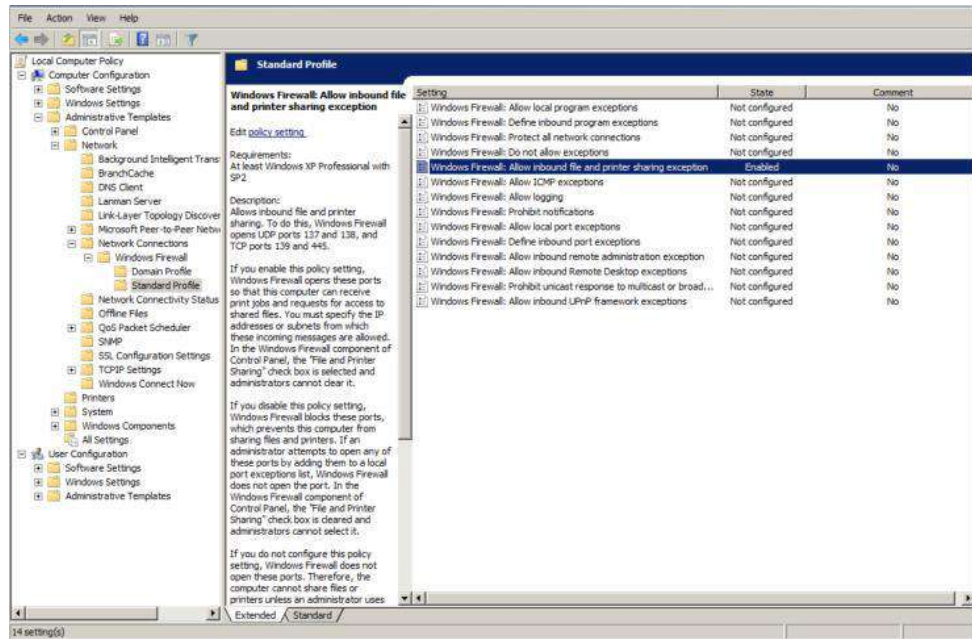 File Action View Help
Local Computer Policy
Computer Configuration
Software Settings
Windows Settings
Administrative Templates
Control Panel
Network
Background Intelligent Trans
BranchCache
DNS Client
Lanman Server
Link-Layer Topology Discover
Microsoft Peer-to-Peer Netw
Network Connections
Windows Firewall
Domain Profile
Standard Profile
Network Connectivity Status
Offline Files
QoS Packet Scheduler
SNMP
SSL Configuration Settings
TCPIP Settings
Windows Connect Now
Printers
System
Windows Components
All Settings
User Configuration
Software Settings
Windows Settings
Administrative Templates
Standard Profile
Windows Firewall: Allow inbound file
and printer sharing exception
Edit policy setting
Requirements:
At least Windows XP Professional with
SP2
Description:
Allows inbound file and printer
sharing. To do this, Windows Firewall
opens UDP ports 137 and 138, and
TCP ports 139 and 445.
If you enable this policy setting,
Windows Firewall opens these ports
so that this computer can receive
print jobs and requests for access to
shared files. You must specify the IP
addresses or subnets from which
these incoming messages are allowed.
In the Windows Firewall component of
Control Panel, the "File and Printer
Sharing" check box is selected and
administrators cannot clear it.
If you disable this policy setting,
Windows Firewall blocks these ports,
which prevents this computer from
sharing files and printers. If an
administrator attempts to open any of
these ports by adding them to a local
port exceptions list, Windows Firewall
does not open the port. In the
Windows Firewall component of
Control Panel, the "File and Printer
Sharing" check box is cleared and
administrators cannot select it.
If you do not configure this policy
setting, Windows Firewall does not
open these ports. Therefore, the
computer cannot share files or
printers unless an administrator uses
Setting State Comment
Windows Firewall: Allow local program exceptions Not configured No
Windows Firewall: Define inbound program exceptions Not configured No
Windows Firewall: Protect all network connections Not configured No
Windows Firewall: Do not allow exceptions Not configured No
Windows Firewall: Allow inbound file and printer sharing exception Enabled No
Windows Firewall: Allow ICMP exceptions Not configured No
Windows Firewall: Allow logging Not configured No
Windows Firewall: Prohibit notifications Not configured No
Windows Firewall: Allow local port exceptions Not configured No
Windows Firewall: Define inbound port exceptions Not configured No
Windows Firewall: Allow inbound remote administration exception Not configured No
Windows Firewall: Allow inbound Remote Desktop exceptions Not configured No
Windows Firewall: Prohibit unicast response to multicast or broad... Not configured No
Windows Firewall: Allow inbound UPnP framework exceptions Not configured No
Extended Standard
14 setting(s)